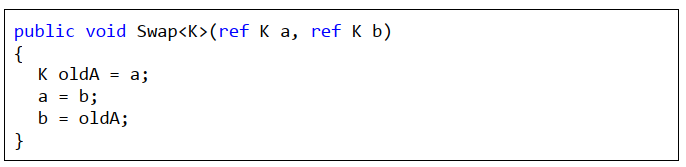 public void Swap<K>(ref K a, ref K b)
{
  K oldA = a;
  a = b;
  b = oldA;
}